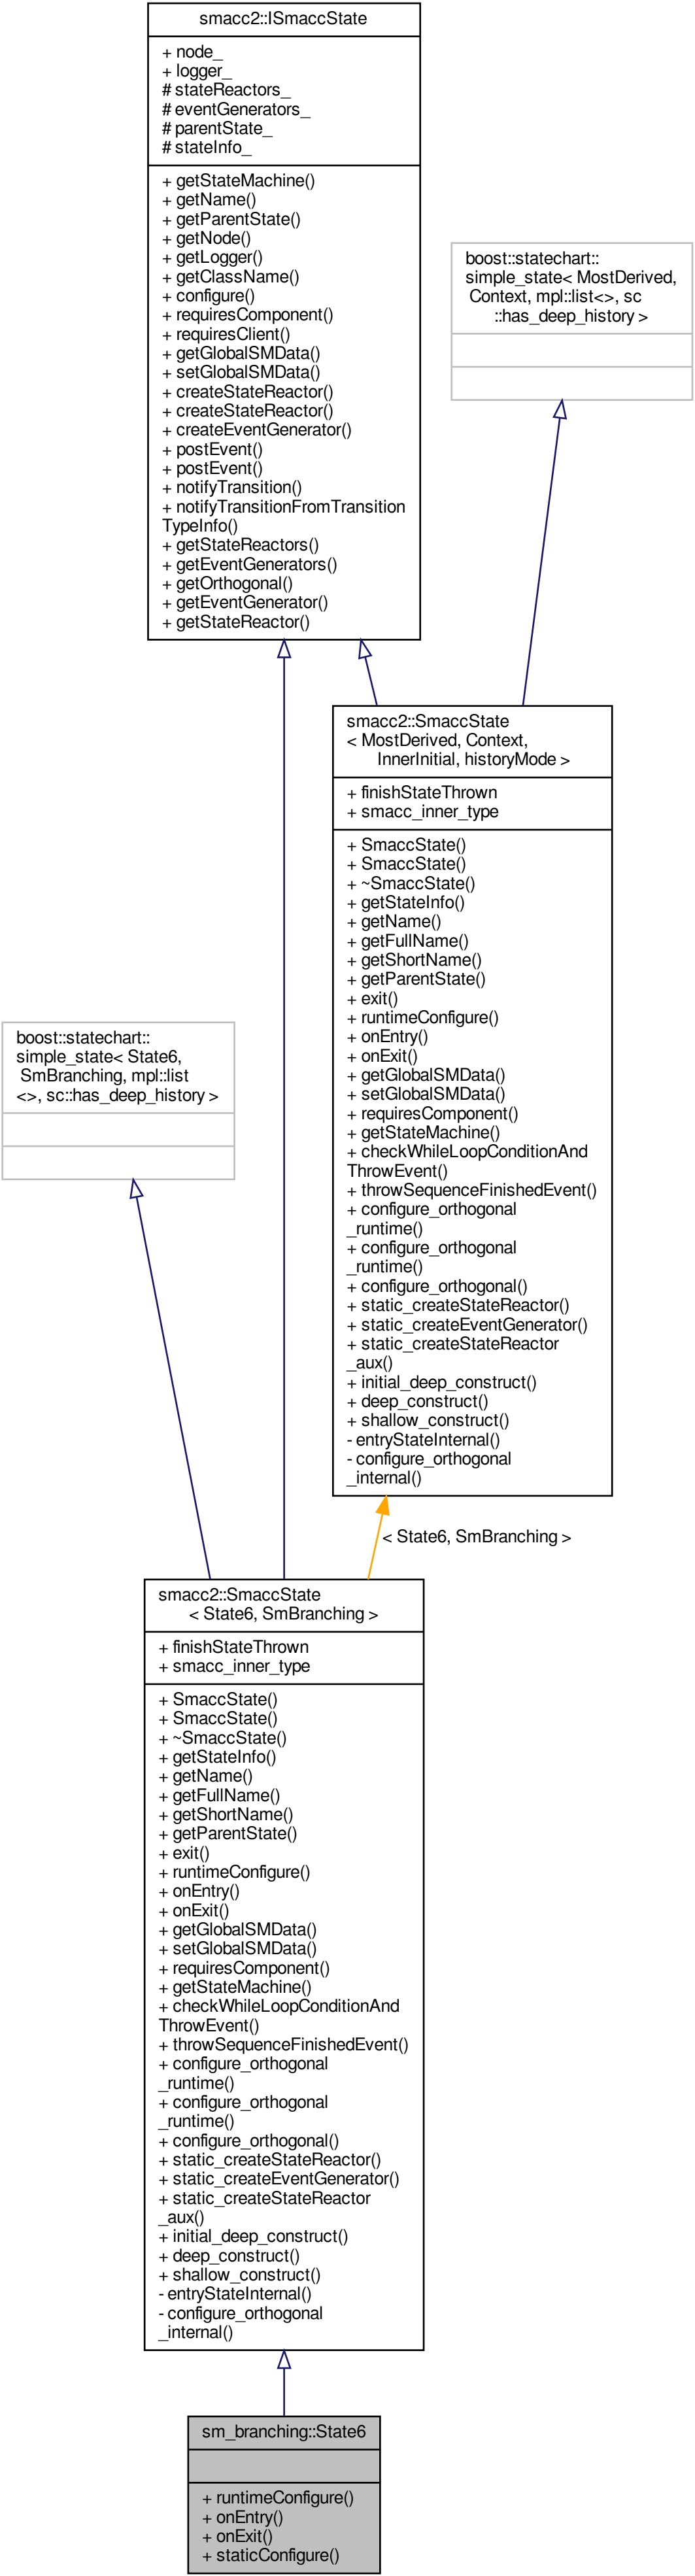 smacc2::ISmaccState
+ node_
+ logger_
# stateReactors_
# eventGenerators_
# parentState_
# stateInfo_
+ getStateMachine()
+ getName()
+ getParentState()
+ getNode()
+ getLogger()
+ getClassName()
+ configure()
+ requiresComponent()
+ requiresClient()
+ getGlobalSMData()
+ setGlobalSMData()
+ createStateReactor()
+ createStateReactor()
+ createEventGenerator()
+ postEvent()
+ postEvent()
+ notifyTransition()
+ notifyTransitionFromTransition
TypeInfo()
+ getStateReactors()
+ getEventGenerators()
+ getOrthogonal()
+ getEventGenerator()
+ getStateReactor()
boost::statechart::
simple_state< MostDerived,
Context, mpl::list<>, sc
::has_deep_history >
smacc2::SmaccState
< MostDerived, Context,
InnerInitial, historyMode >
+ finishStateThrown
+ smacc_inner_type
+ SmaccState()
+ SmaccState()
+ ~SmaccState()
+ getStateInfo()
+ getName()
+ getFullName()
+ getShortName()
+ getParentState()
+ exit()
+ runtimeConfigure()
+ onEntry()
+ onExit()
+ getGlobalSMData()
+ setGlobalSMData()
+ requiresComponent()
+ getStateMachine()
+ checkWhileLoopConditionAnd
ThrowEvent()
+ throwSequenceFinishedEvent()
+ configure_orthogonal
_runtime()
+ configure_orthogonal
_runtime()
+ configure_orthogonal()
+ static_createStateReactor()
+ static_createEventGenerator()
+ static_createStateReactor
_aux()
+ initial_deep_construct()
+ deep_construct()
+ shallow_construct()
- entryStateInternal()
- configure_orthogonal
_internal()
boost::statechart::
simple_state< State6,
SmBranching, mpl::list
<>, sc::has_deep_history >
< State6, SmBranching >
smacc2::SmaccState
< State6, SmBranching >
+ finishStateThrown
+ smacc_inner_type
+ SmaccState()
+ SmaccState()
+ ~SmaccState()
+ getStateInfo()
+ getName()
+ getFullName()
+ getShortName()
+ getParentState()
+ exit()
+ runtimeConfigure()
+ onEntry()
+ onExit()
+ getGlobalSMData()
+ setGlobalSMData()
+ requiresComponent()
+ getStateMachine()
+ checkWhileLoopConditionAnd
ThrowEvent()
+ throwSequenceFinishedEvent()
+ configure_orthogonal
_runtime()
+ configure_orthogonal
_runtime()
+ configure_orthogonal()
+ static_createStateReactor()
+ static_createEventGenerator()
+ static_createStateReactor
_aux()
+ initial_deep_construct()
+ deep_construct()
+ shallow_construct()
- entryStateInternal()
- configure_orthogonal
_internal()
sm_branching::State6
+ runtimeConfigure()
+ onEntry()
+ onExit()
+ staticConfigure()